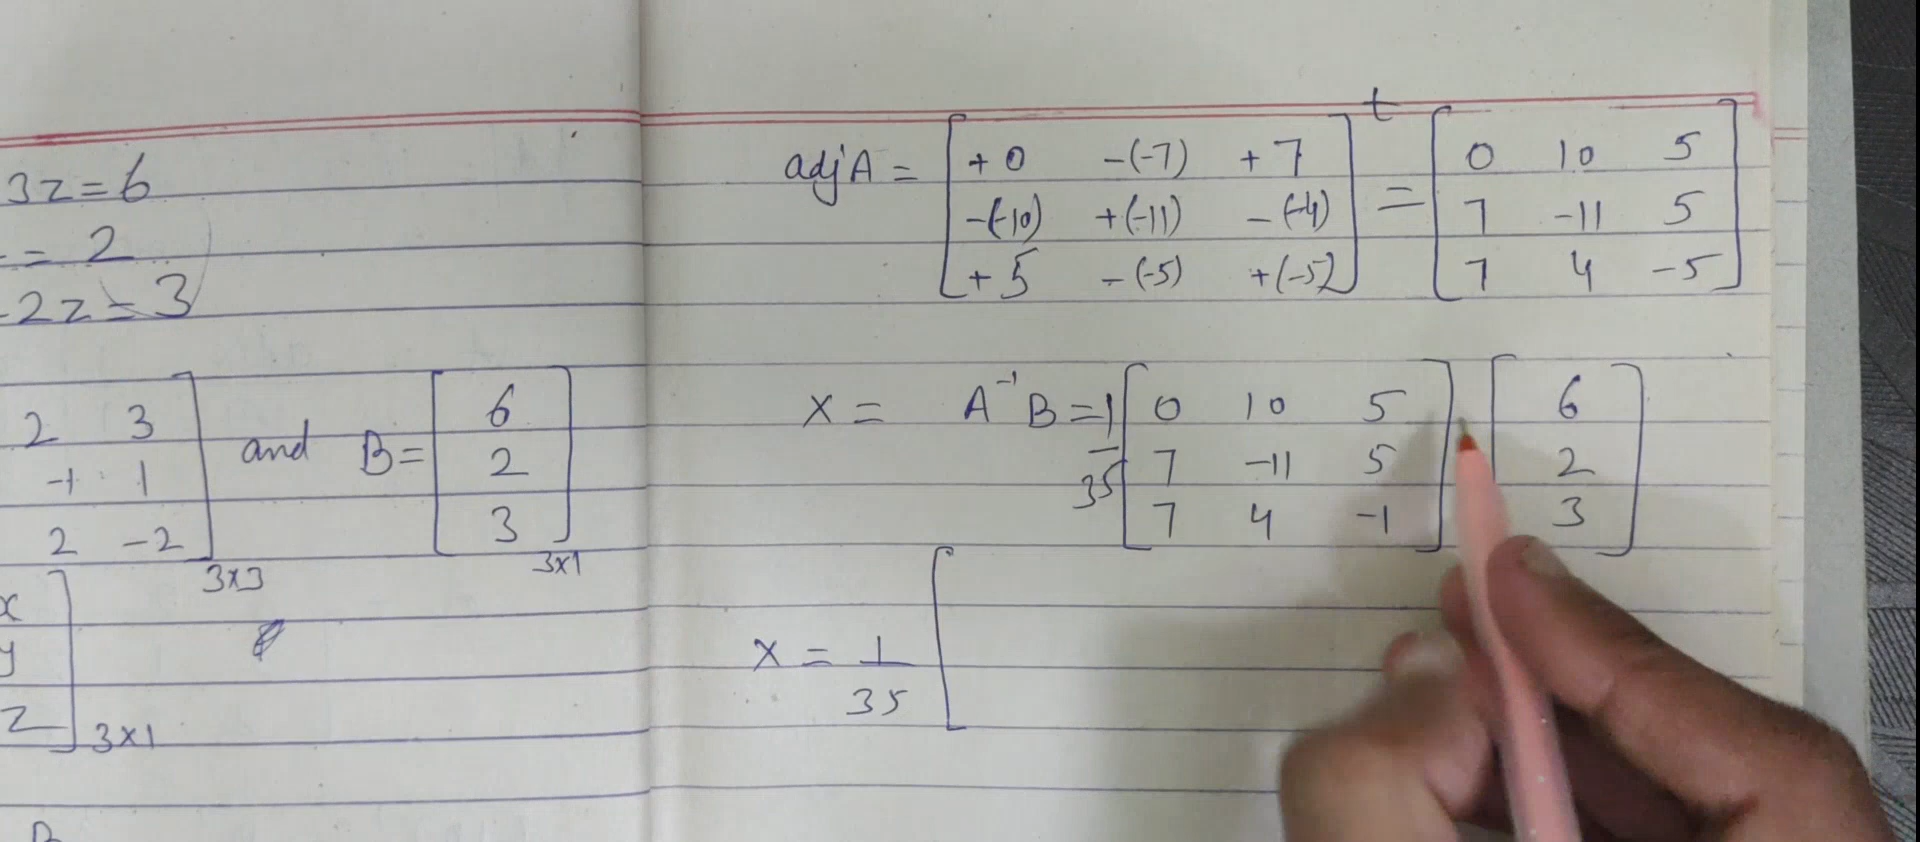 3z=6
= 2
-2z=3
2 3
-1 1
2 -2
3x3
and B=
6
2
3
3x1
x
y
z
3x1
adjA =
+0 -(-7) +7
-(-10) +(-11) -(-4)
+5 -(-5) +(-5)
t
=
0 10 5
7 -11 5
7 4 -5
X = A⁻¹B = 1/35
0 10 5
7 -11 5
7 4 -1
6
2
3
X = 1/35 [